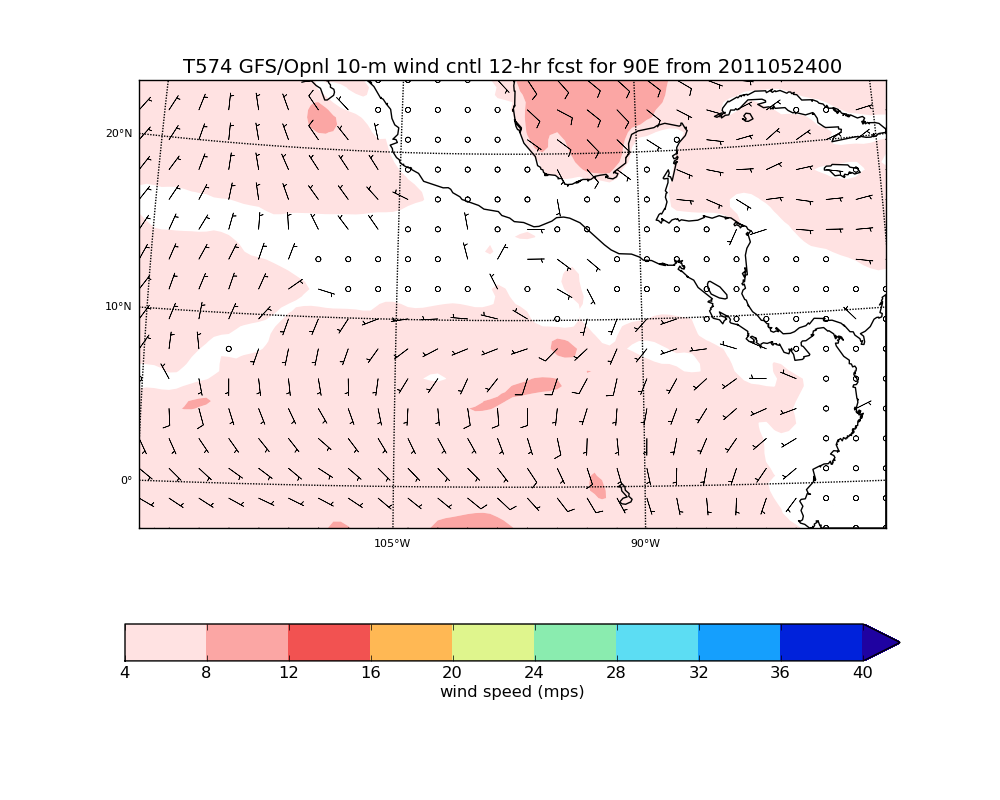 T574 GFS/Opnl 10-m wind cntl 12-hr fcst for 90E from 2011052400
20°N
10°N
0°
105°W 90°W
4 8 12 16 20 24 28 32 36 40
wind speed (mps)